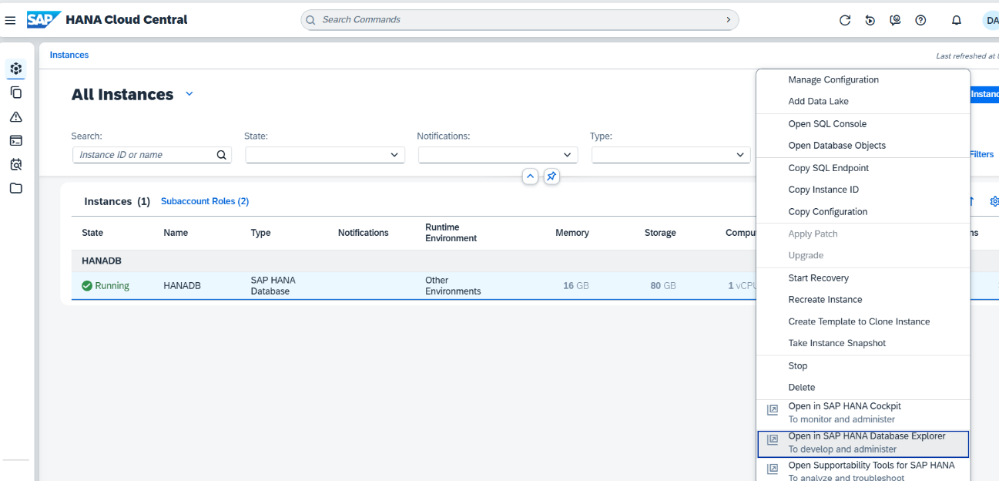 SAP HANA Cloud Central
Search Commands
DA
Instances
Last refreshed at
All Instances
Search:
State:
Notifications:
Type:
Instance ID or name
Filters
Instances (1)
Subaccount Roles (2)
State
Name
Type
Notifications
Runtime
Environment
Memory
Storage
HANADB
Running
HANADB
SAP HANA
Database
Other
Environments
16 GB
80 GB
1 vCPU
Manage Configuration
Add Data Lake
Open SQL Console
Open Database Objects
Copy SQL Endpoint
Copy Instance ID
Copy Configuration
Apply Patch
Upgrade
Start Recovery
Recreate Instance
Create Template to Clone Instance
Take Instance Snapshot
Stop
Delete
Open in SAP HANA Cockpit
To monitor and administer
Open in SAP HANA Database Explorer
To develop and administer
Open Supportability Tools for SAP HANA
To analyze and troubleshoot